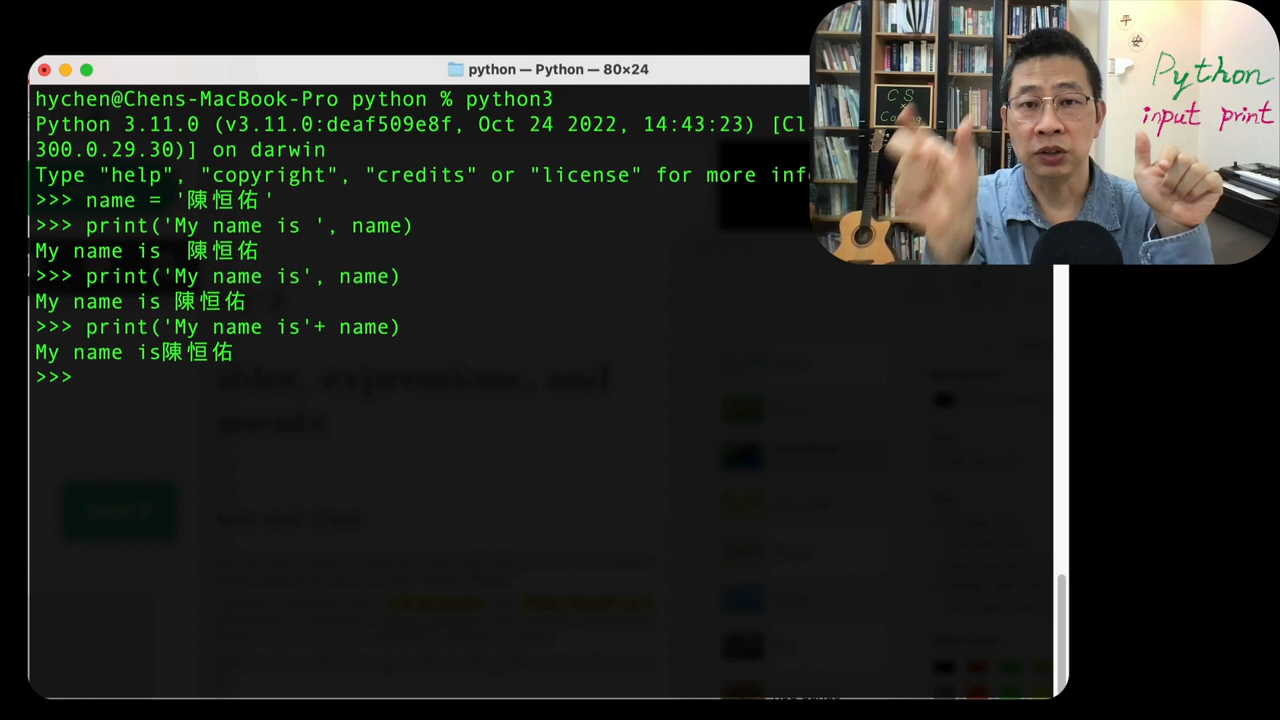 python — Python — 80×24
hychen@Chens-MacBook-Pro python % python3
Python 3.11.0 (v3.11.0:deaf509e8f, Oct 24 2022, 14:43:23) [Cl
300.0.29.30)] on darwin
Type "help", "copyright", "credits" or "license" for more info
>>> name = '陳恒佑'
>>> print('My name is ', name)
My name is  陳恒佑
>>> print('My name is', name)
My name is 陳恒佑
>>> print('My name is'+ name)
My name is陳恒佑
>>>
平
安
Python
input print
CS